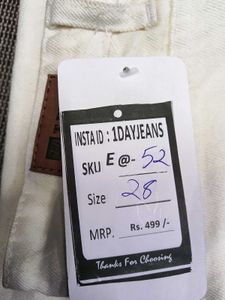 INSTA ID : 1DAYJEANS
SKU E @- 52
Size 28
MRP. Rs. 499 /-
Thanks For Choosing